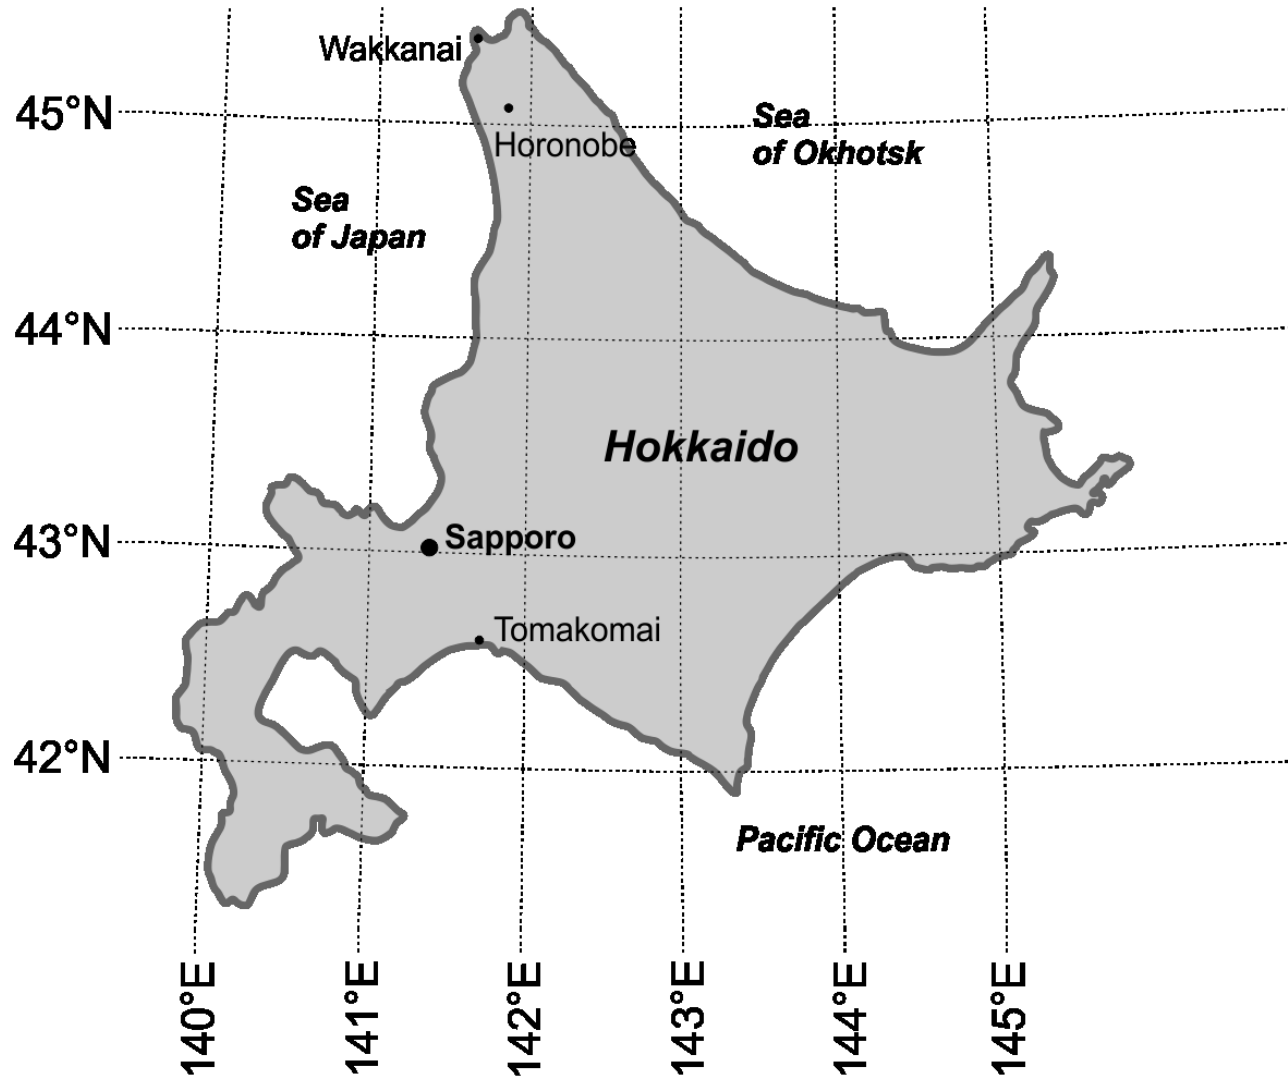 Wakkanai
45°N
Sea
of Okhotsk
Horonobe
Sea
of Japan
44°N
Hokkaido
43°N
Sapporo
Tomakomai
42°N
Pacific Ocean
140°E
141°E
142°E
143°E
144°E
145°E